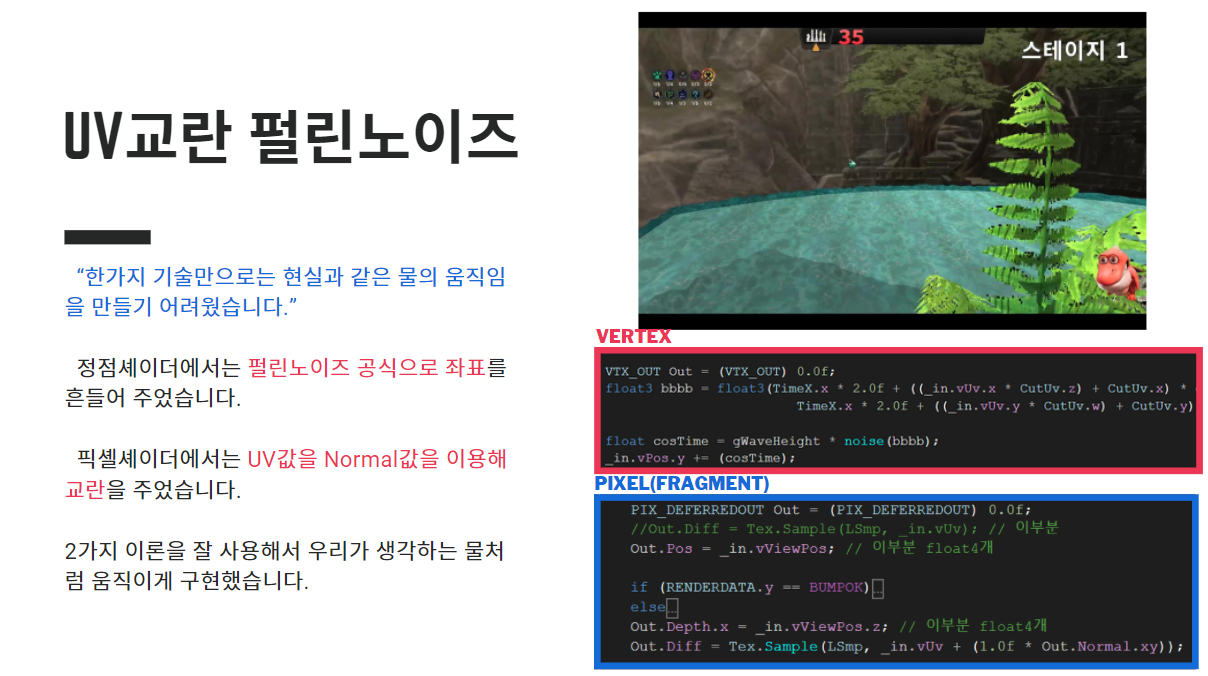 UV교란 펄린노이즈
“한가지 기술만으로는 현실과 같은 물의 움직임
을 만들기 어려웠습니다.”
정점셰이더에서는 펄린노이즈 공식으로 좌표를
흔들어 주었습니다.
픽셀셰이더에서는 UV값을 Normal값을 이용해
교란을 주었습니다.
2가지 이론을 잘 사용해서 우리가 생각하는 물처
럼 움직이게 구현했습니다.
35
스테이지 1
VERTEX
VTX_OUT Out = (VTX_OUT) 0.0f;
float3 bbbb = float3(TimeX.x * 2.0f + ((_in.vUv.x * CutUv.z) + CutUv.x) *
TimeX.x * 2.0f + ((_in.vUv.y * CutUv.w) + CutUv.y)
float cosTime = gWaveHeight * noise(bbbb);
_in.vPos.y += (cosTime);
PIXEL(FRAGMENT)
PIX_DEFERREDOUT Out = (PIX_DEFERREDOUT) 0.0f;
//Out.Diff = Tex.Sample(LSmp, _in.vUv); // 이부분
Out.Pos = _in.vViewPos; // 이부분 float4개
if (RENDERDATA.y == BUMPOK)...
else...
Out.Depth.x = _in.vViewPos.z; // 이부분 float4개
Out.Diff = Tex.Sample(LSmp, _in.vUv + (1.0f * Out.Normal.xy));